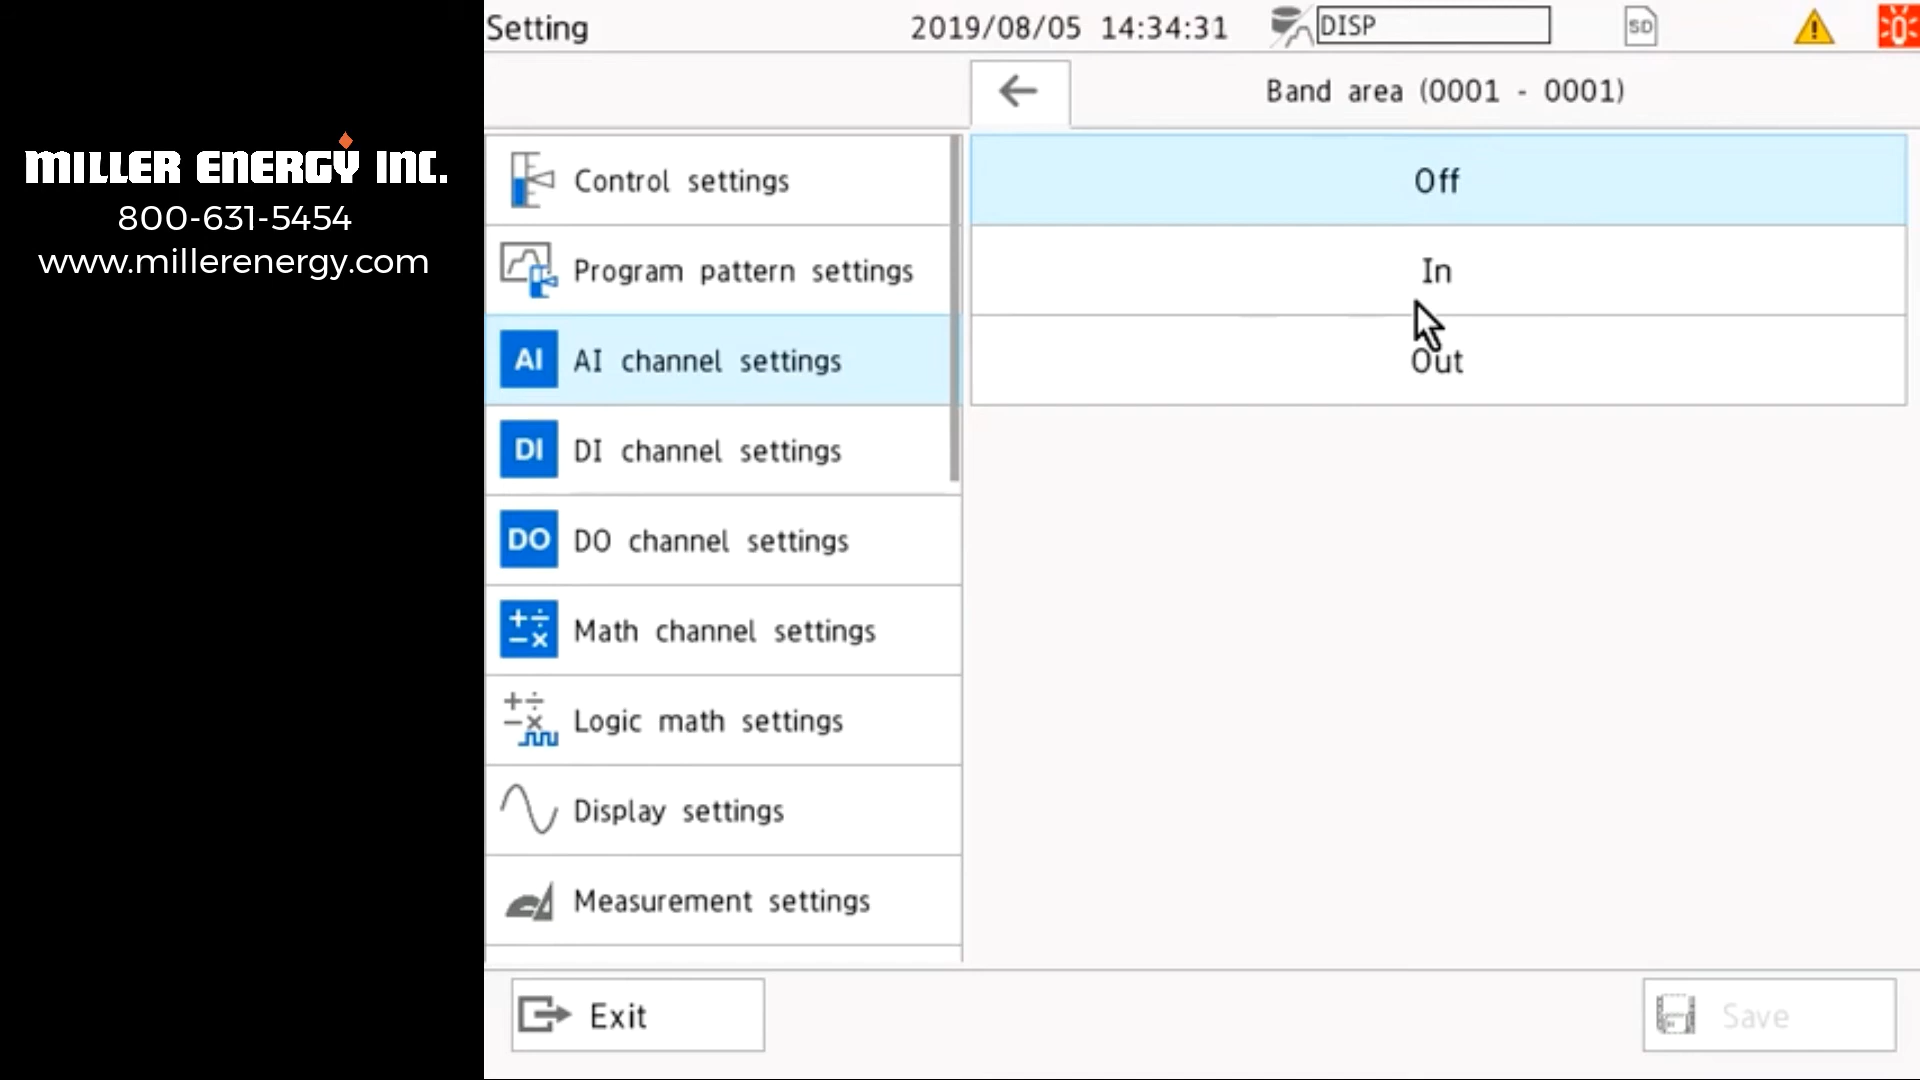 MILLER ENERGY INC.
800-631-5454
www.millerenergy.com
Setting
2019/08/05 14:34:31
DISP
SD
Band area (0001 - 0001)
Control settings
Program pattern settings
AI AI channel settings
DI DI channel settings
DO DO channel settings
+÷−× Math channel settings
+÷−× Logic math settings
Display settings
Measurement settings
Off
In
Out
Exit
Save